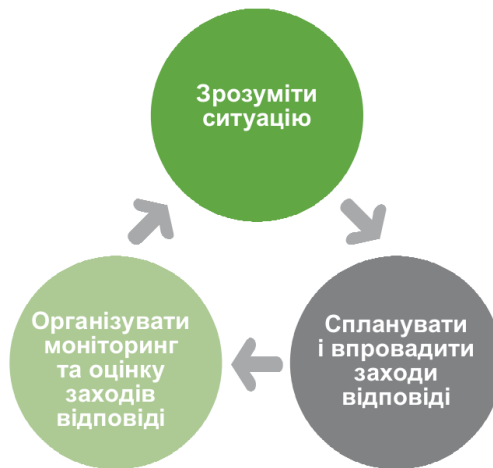 Зрозуміти
ситуацію
Спланувати
і впровадити
заходи
відповіді
Організувати
моніторинг
та оцінку
заходів
відповіді